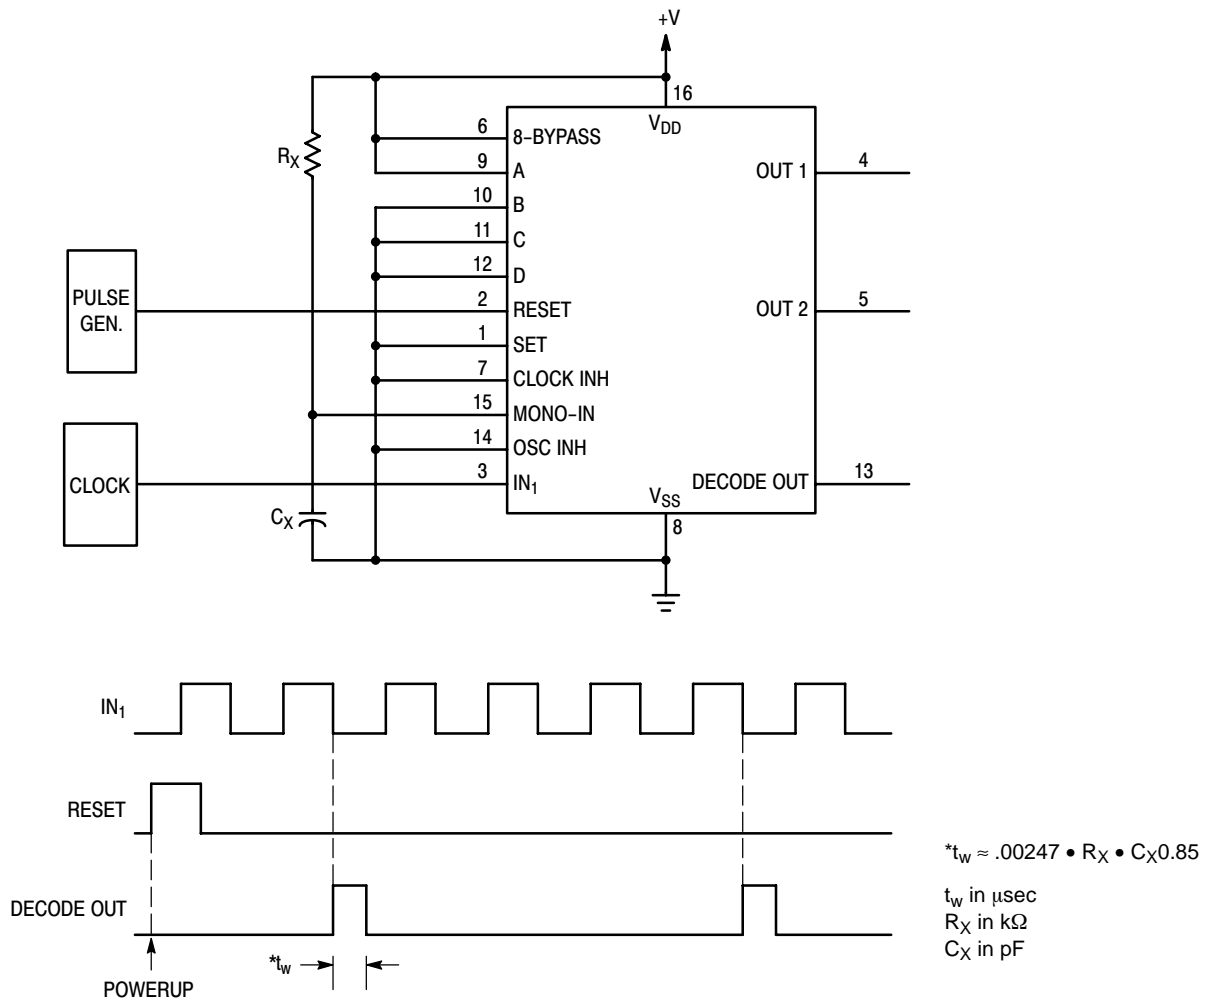 +V
16
VDD
6
8–BYPASS
RX
9
A
OUT 1
4
10
B
11
C
12
D
PULSE
GEN.
2
RESET
OUT 2
5
1
SET
7
CLOCK INH
15
MONO–IN
14
OSC INH
CLOCK
3
IN1
DECODE OUT
13
VSS
CX
8
IN1
RESET
*tw ≈ .00247 • RX • CX0.85
tw in μsec
RX in kΩ
CX in pF
DECODE OUT
*tw
POWERUP